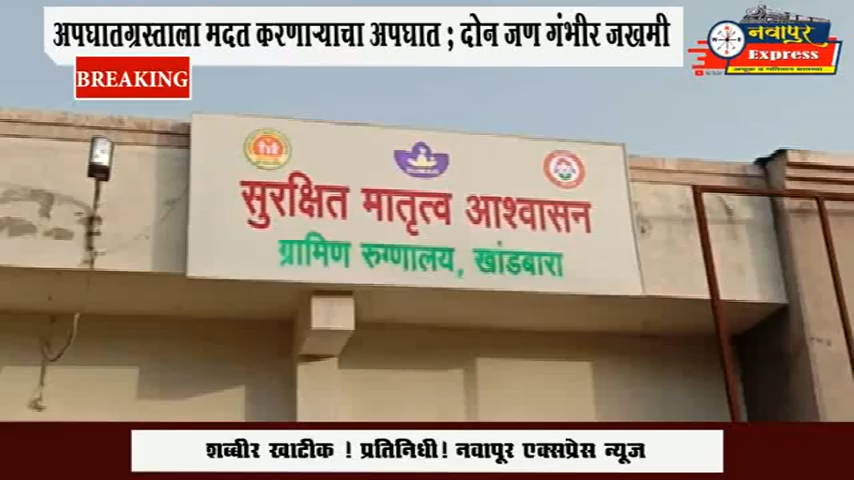 अपघातग्रस्ताला मदत करणाऱ्याचा अपघात ; दोन जण गंभीर जखमी
नवापूर
Express
BREAKING
सुरक्षित मातृत्व आश्वासन
ग्रामिण रुग्णालय, खांडबारा
शब्बीर खाटीक ! प्रतिनिधी! नवापूर एक्सप्रेस न्यूज